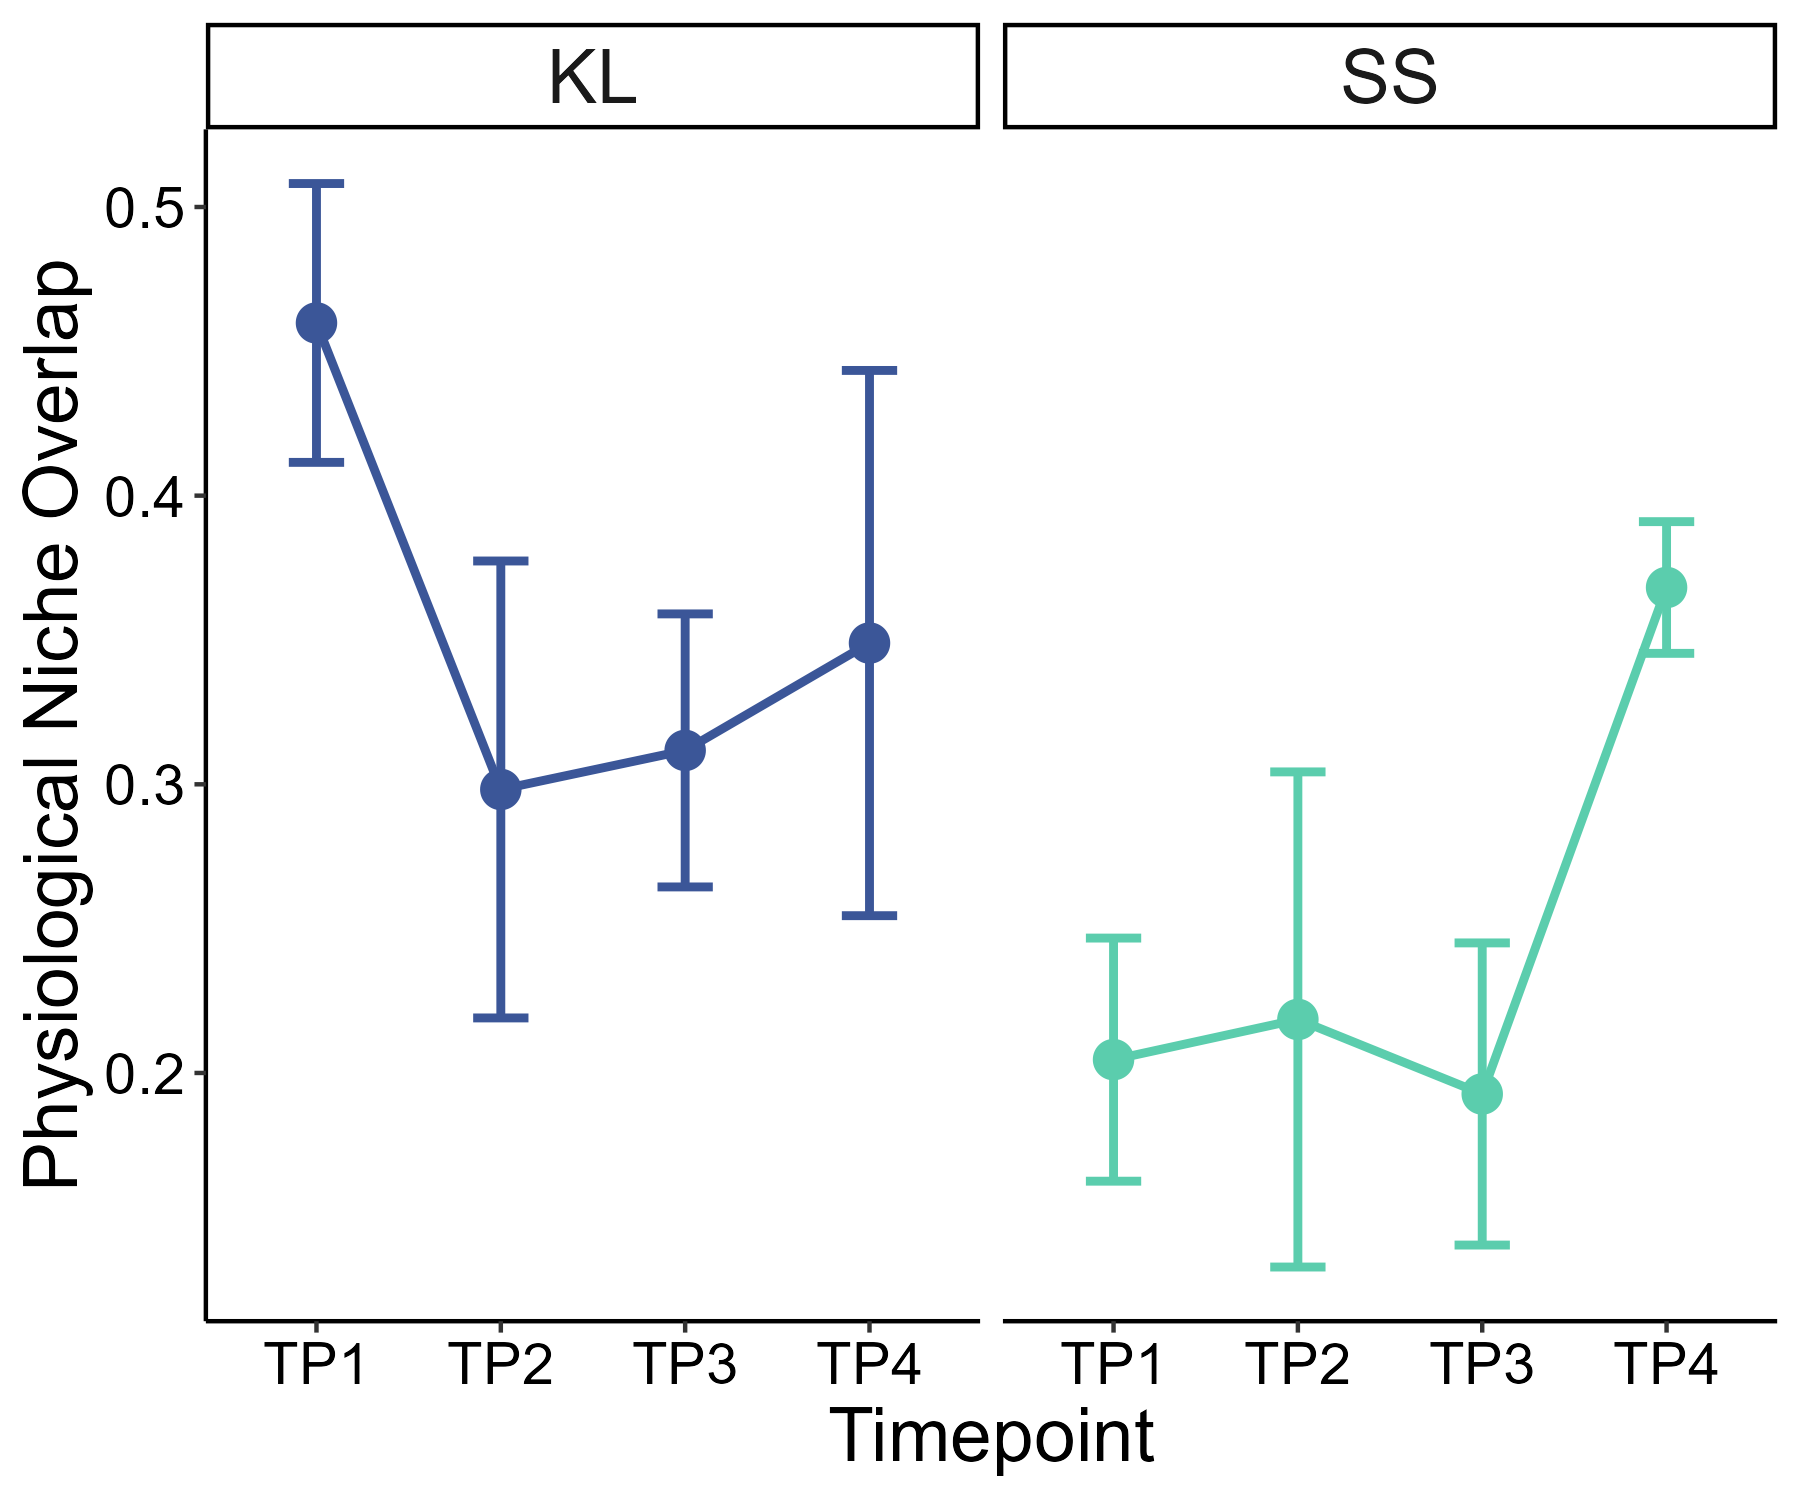 KL
SS
Physiological Niche Overlap
0.5
0.4
0.3
0.2
TP1 TP2 TP3 TP4 TP1 TP2 TP3 TP4
Timepoint